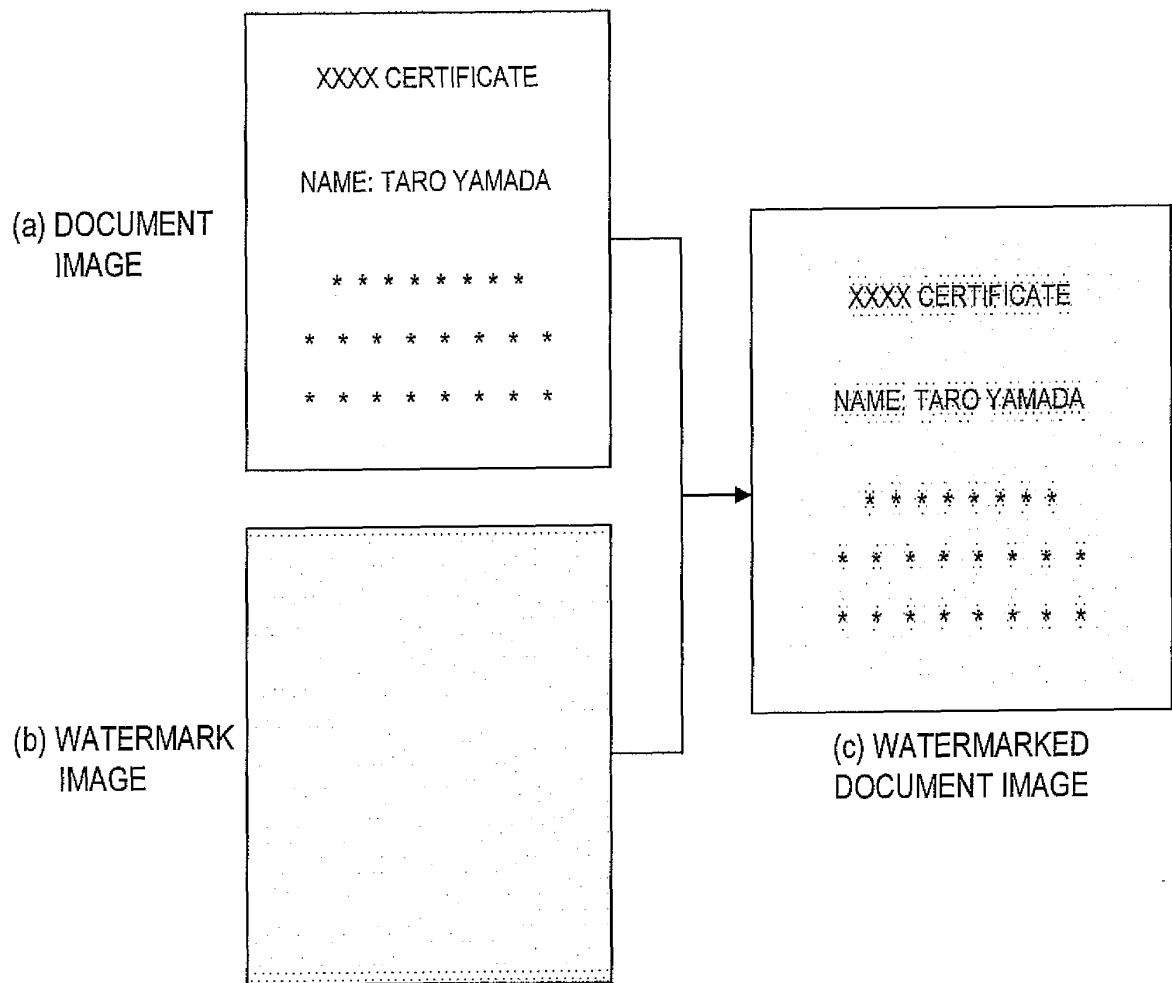 XXXX CERTIFICATE
NAME: TARO YAMADA
* * * * * * * *
* * * * * * * *
* * * * * * * *
(a) DOCUMENT
IMAGE
(b) WATERMARK
IMAGE
XXXX CERTIFICATE
NAME: TARO YAMADA
* * * * * * * *
* * * * * * * *
* * * * * * * *
(c) WATERMARKED
DOCUMENT IMAGE